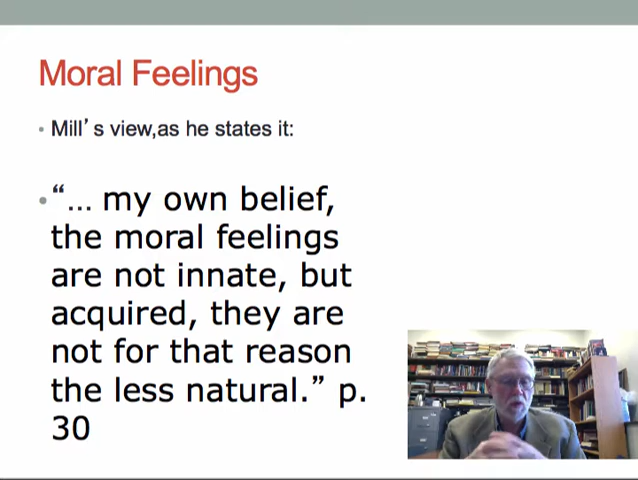 Moral Feelings
• Mill’s view,as he states it:
• “... my own belief,
the moral feelings
are not innate, but
acquired, they are
not for that reason
the less natural.” p.
30